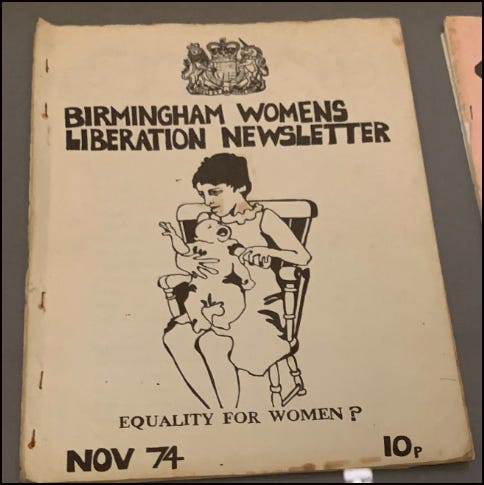 BIRMINGHAM WOMENS
LIBERATION NEWSLETTER
EQUALITY FOR WOMEN?
NOV 74
10P